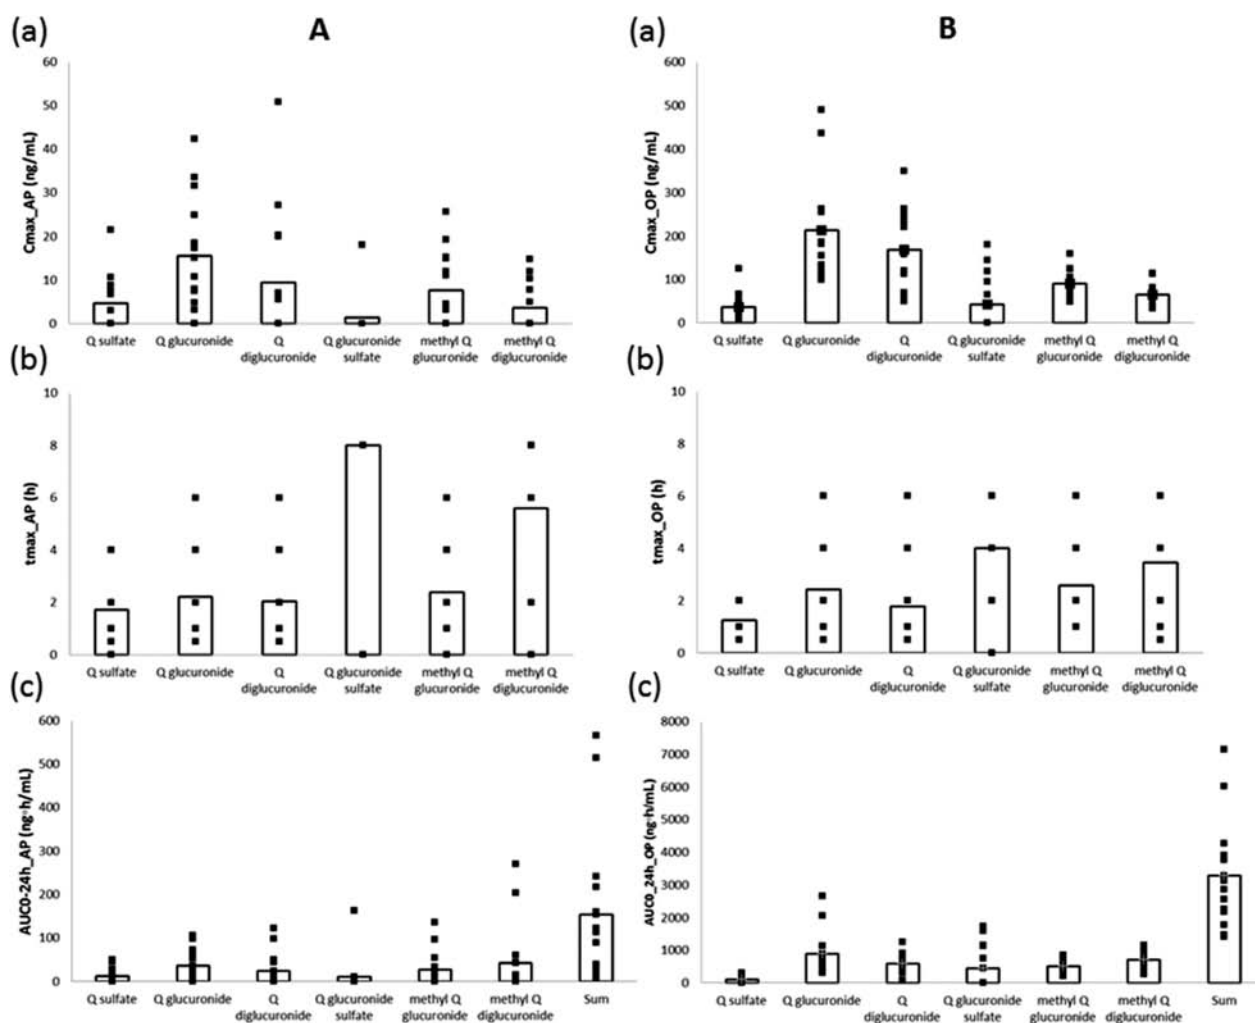 (a)
A
60
50
40
30
20
10
0
Cmax_AP (ng/mL)
Q sulfate
Q glucuronide
Q
diglucuronide
Q glucuronide
sulfate
methyl Q
glucuronide
methyl Q
diglucuronide
(a)
B
600
500
400
300
200
100
0
Cmax_OP (ng/mL)
Q sulfate
Q glucuronide
Q
diglucuronide
Q glucuronide
sulfate
methyl Q
glucuronide
methyl Q
diglucuronide
(b)
10
8
6
4
2
0
tmax_AP (h)
Q sulfate
Q glucuronide
Q
diglucuronide
Q glucuronide
sulfate
methyl Q
glucuronide
methyl Q
diglucuronide
(b)
10
8
6
4
2
0
tmax_OP (h)
Q sulfate
Q glucuronide
Q
diglucuronide
Q glucuronide
sulfate
methyl Q
glucuronide
methyl Q
diglucuronide
(c)
600
500
400
300
200
100
0
AUC0-24h_AP (ng•h/mL)
Q sulfate
Q glucuronide
Q
diglucuronide
Q glucuronide
sulfate
methyl Q
glucuronide
methyl Q
diglucuronide
Sum
(c)
8000
7000
6000
5000
4000
3000
2000
1000
0
AUC0_24h_OP (ng•h/mL)
Q sulfate
Q glucuronide
Q
diglucuronide
Q glucuronide
sulfate
methyl Q
glucuronide
methyl Q
diglucuronide
Sum